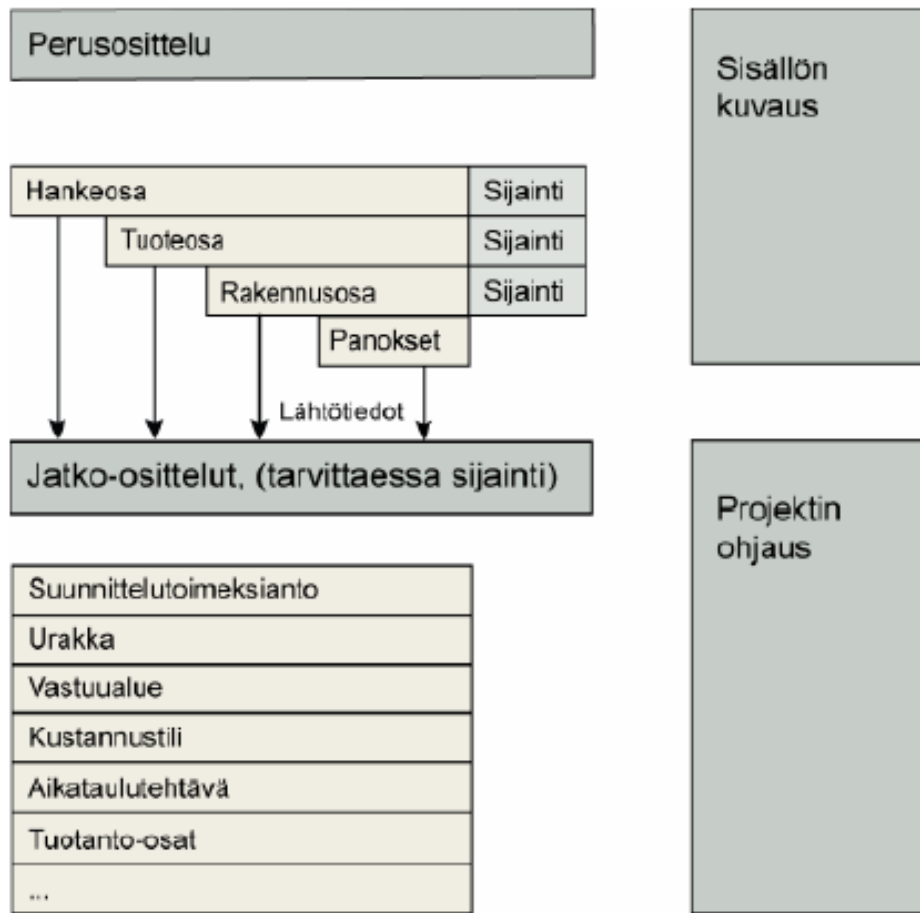 Perusosittelu
Sisällön
kuvaus
Hankeosa
Sijainti
Tuoteosa
Sijainti
Rakennusosa
Sijainti
Panokset
Lähtötiedot
Jatko-osittelut, (tarvittaessa sijainti)
Projektin
ohjaus
Suunnittelutoimeksianto
Urakka
Vastuualue
Kustannustili
Aikataulutehtävä
Tuotanto-osat
...